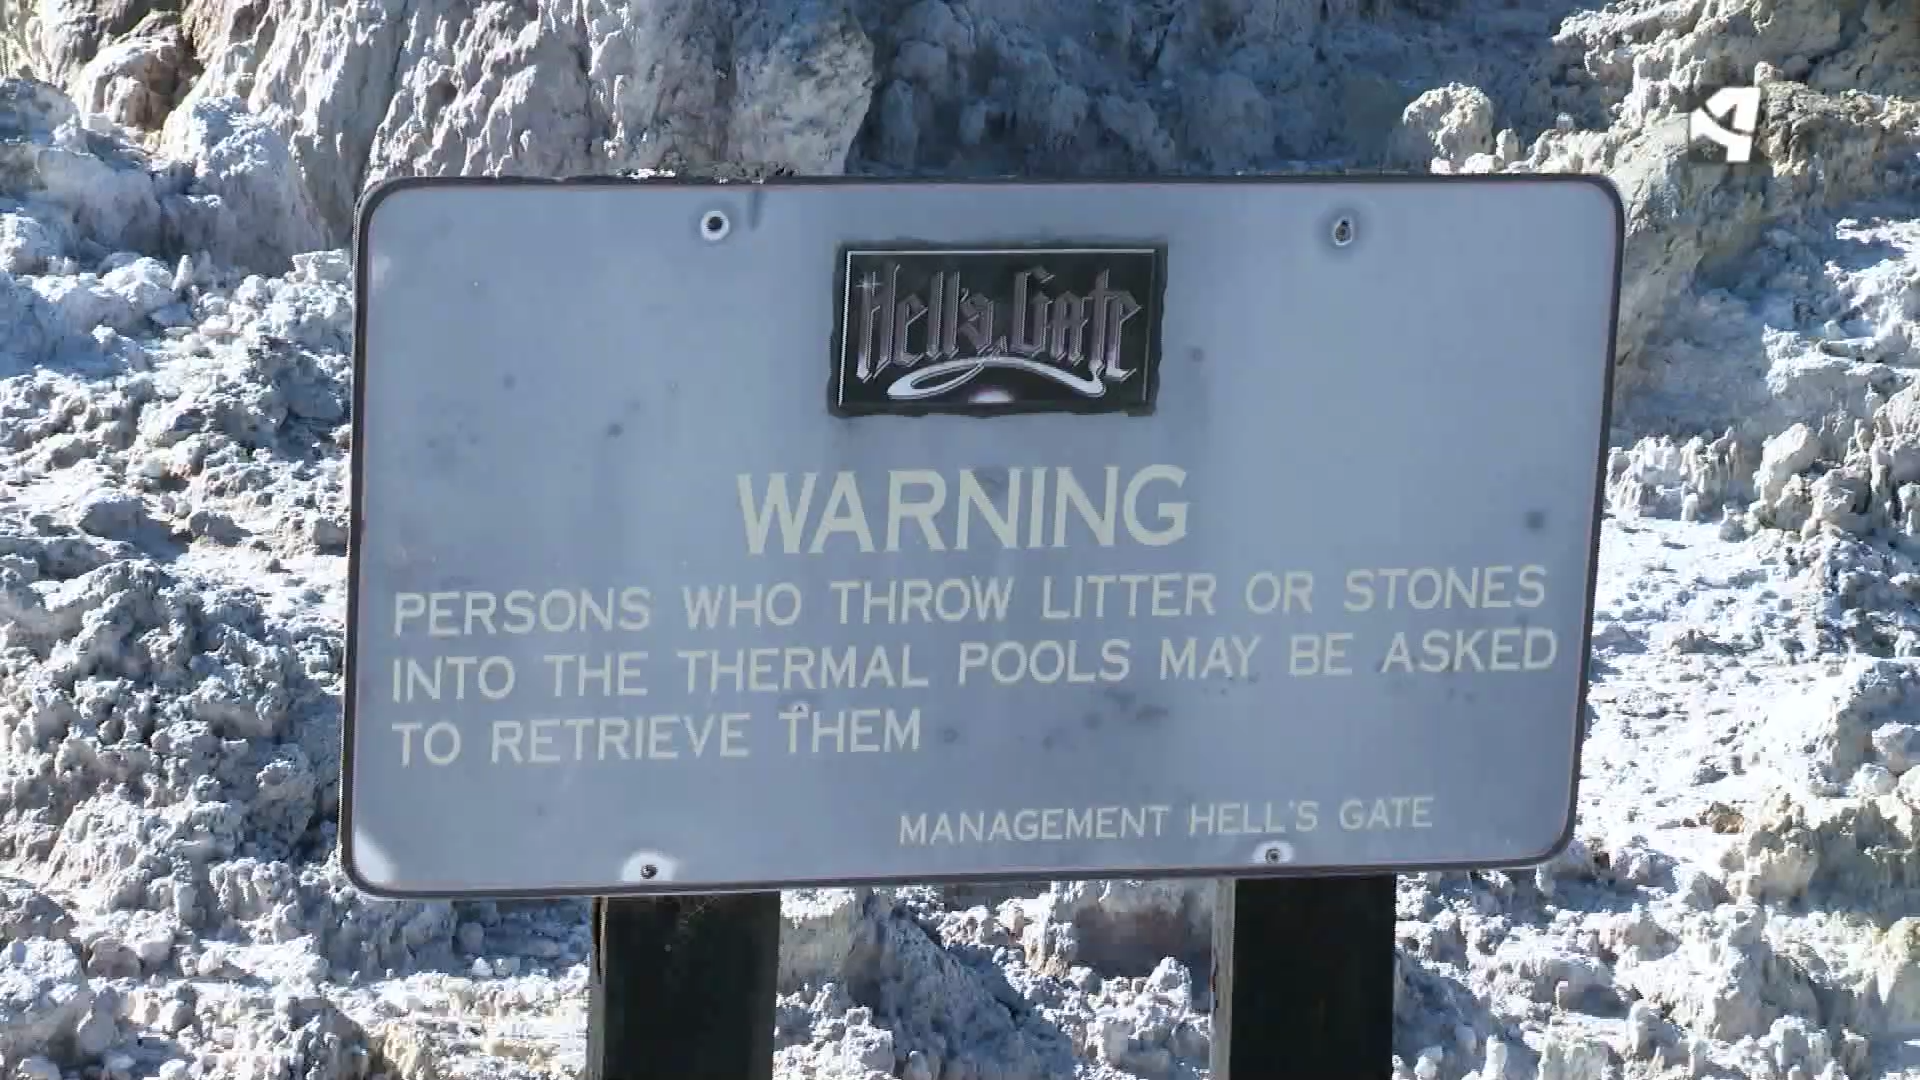 Hell's Gate
WARNING
PERSONS WHO THROW LITTER OR STONES
INTO THE THERMAL POOLS MAY BE ASKED
TO RETRIEVE THEM
MANAGEMENT HELL'S GATE